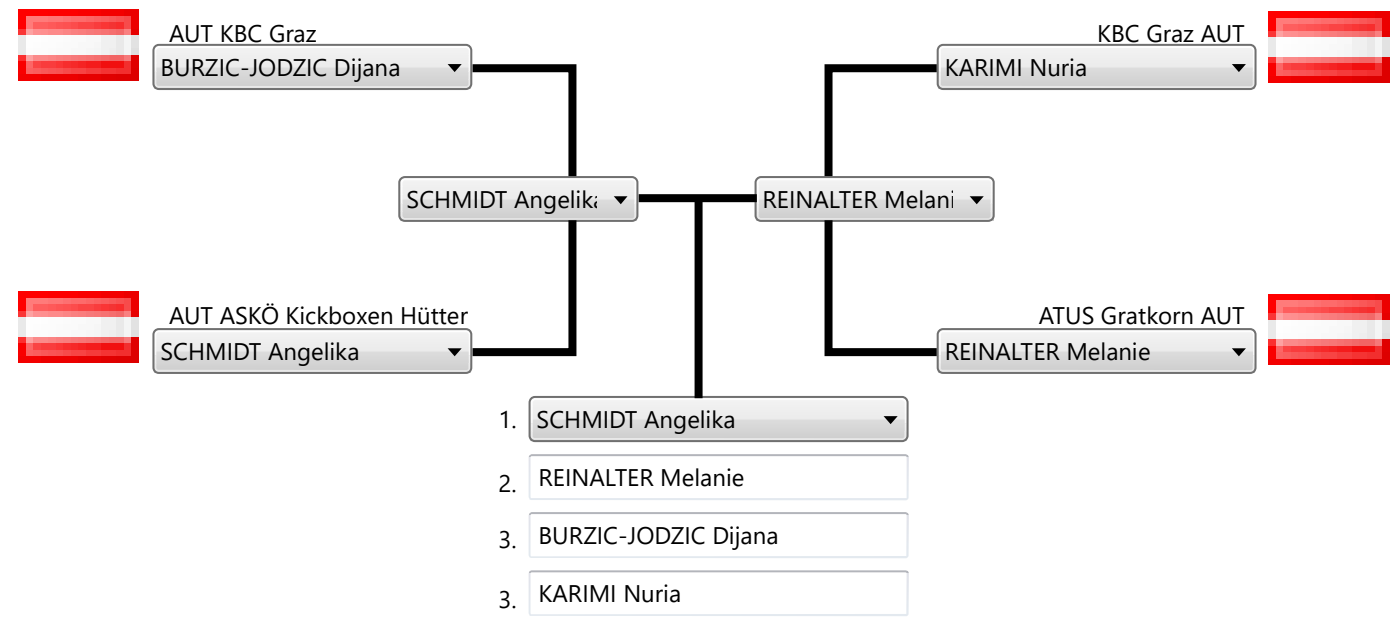 AUT KBC Graz
BURZIC-JODZIC Dijana
KBC Graz AUT
KARIMI Nuria
SCHMIDT Angelika
REINALTER Melani
AUT ASKÖ Kickboxen Hütter
SCHMIDT Angelika
ATUS Gratkorn AUT
REINALTER Melanie
1. SCHMIDT Angelika
2. REINALTER Melanie
3. BURZIC-JODZIC Dijana
3. KARIMI Nuria